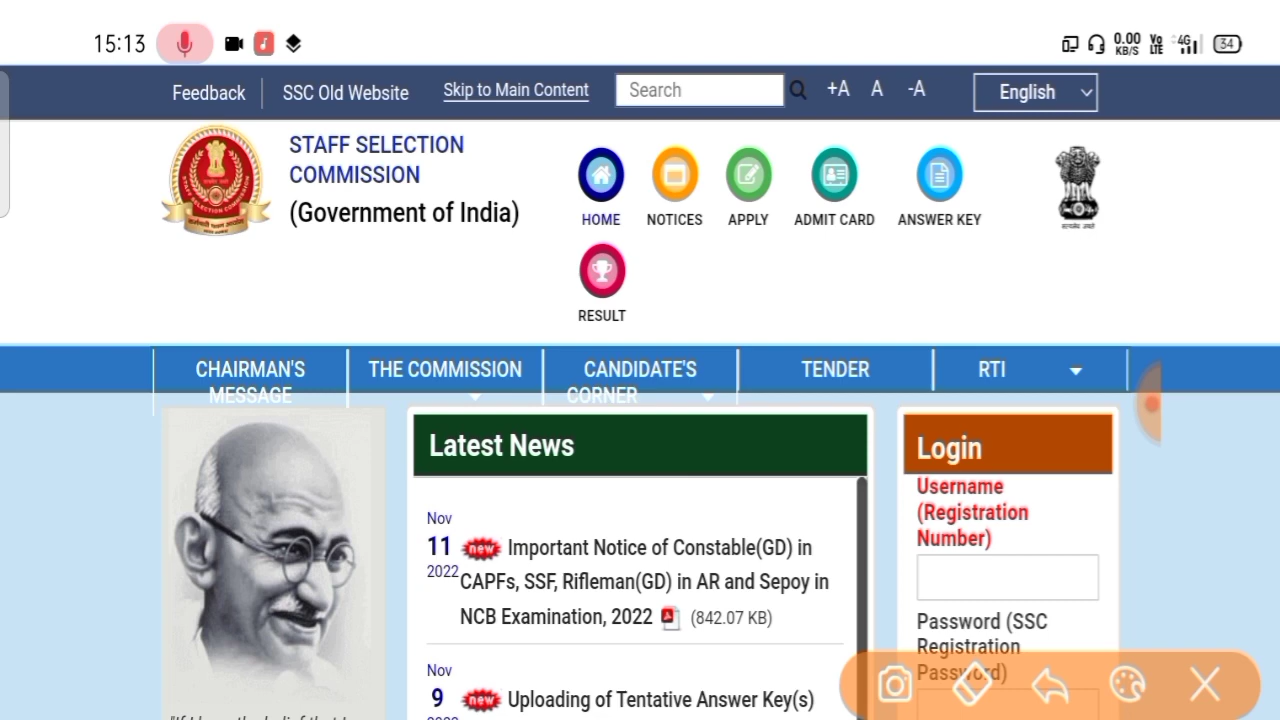 15:13
0.00
KB/S
Vo
LTE
4G
34
Feedback
SSC Old Website
Skip to Main Content
Search
+A
A
-A
English
STAFF SELECTION
COMMISSION
(Government of India)
HOME
NOTICES
APPLY
ADMIT CARD
ANSWER KEY
RESULT
CHAIRMAN'S
MESSAGE
THE COMMISSION
CANDIDATE'S
CORNER
TENDER
RTI
Latest News
Nov
11
2022
new Important Notice of Constable(GD) in
CAPFs, SSF, Rifleman(GD) in AR and Sepoy in
NCB Examination, 2022 (842.07 KB)
Nov
9
new Uploading of Tentative Answer Key(s)
Login
Username
(Registration
Number)
Password (SSC
Registration
Password)